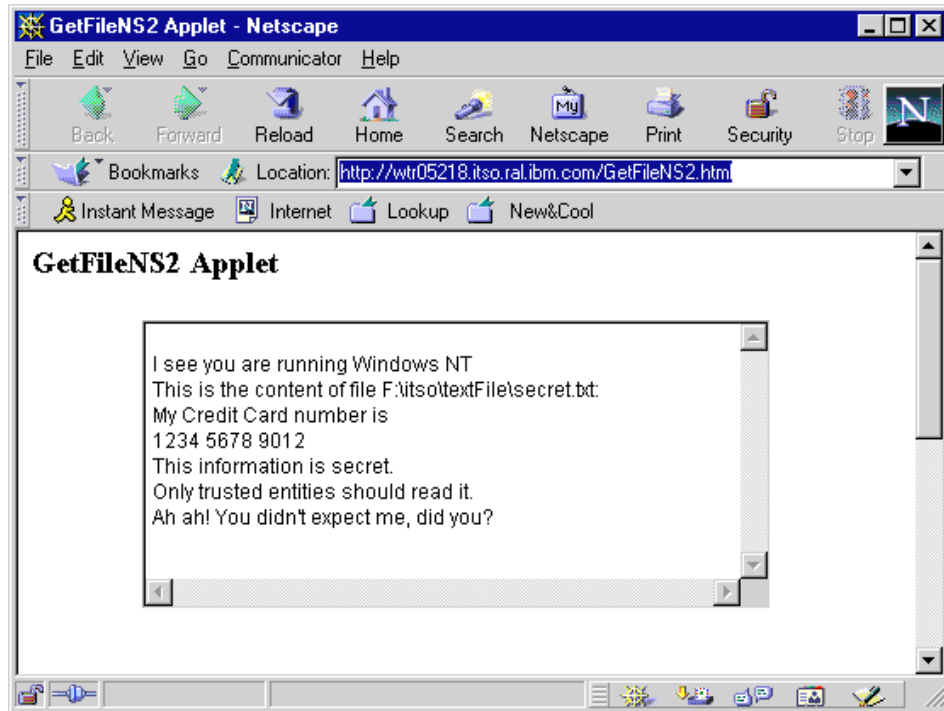 GetFileNS2 Applet - Netscape
File Edit View Go Communicator Help
Back Forward Reload Home Search Netscape Print Security Stop
My
N
Bookmarks Location: http://wtr05218.itso.ral.ibm.com/GetFileNS2.html
Instant Message Internet Lookup New&Cool
GetFileNS2 Applet
I see you are running Windows NT
This is the content of file F:\itso\textFile\secret.txt:
My Credit Card number is
1234 5678 9012
This information is secret.
Only trusted entities should read it.
Ah ah! You didn't expect me, did you?